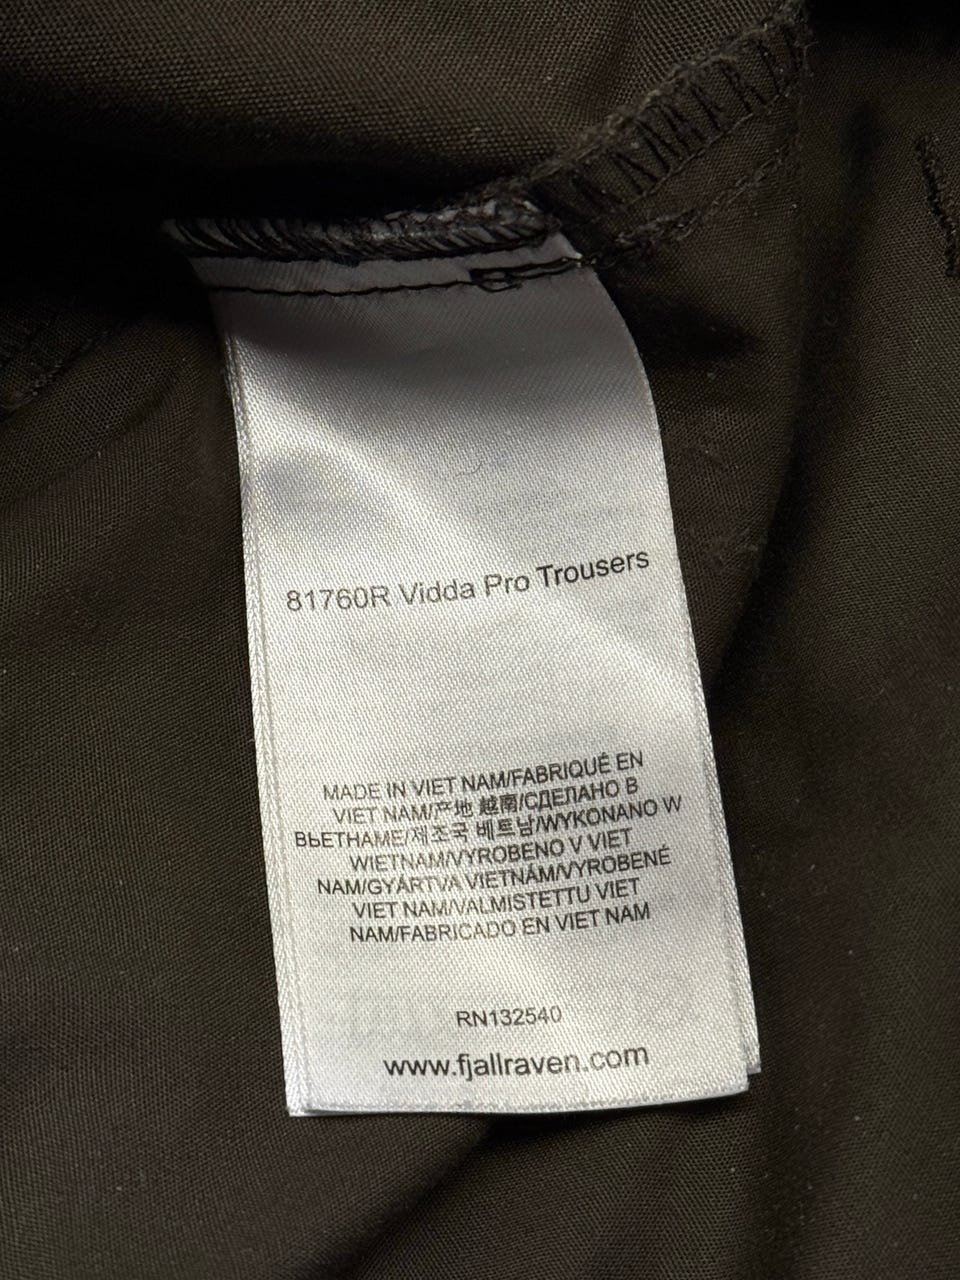 81760R Vidda Pro Trousers
MADE IN VIET NAM/FABRIQUÉ EN
VIET NAM/产地 越南/СДЕЛАНО В
ВЬЕТНАМЕ/제조국 베트남/WYKONANO W
WIETNAM/VYROBENO V VIET
NAM/GYÁRTVA VIETNÁM/VYROBENÉ
VIET NAM/VALMISTETTU VIET
NAM/FABRICADO EN VIET NAM
RN132540
www.fjallraven.com